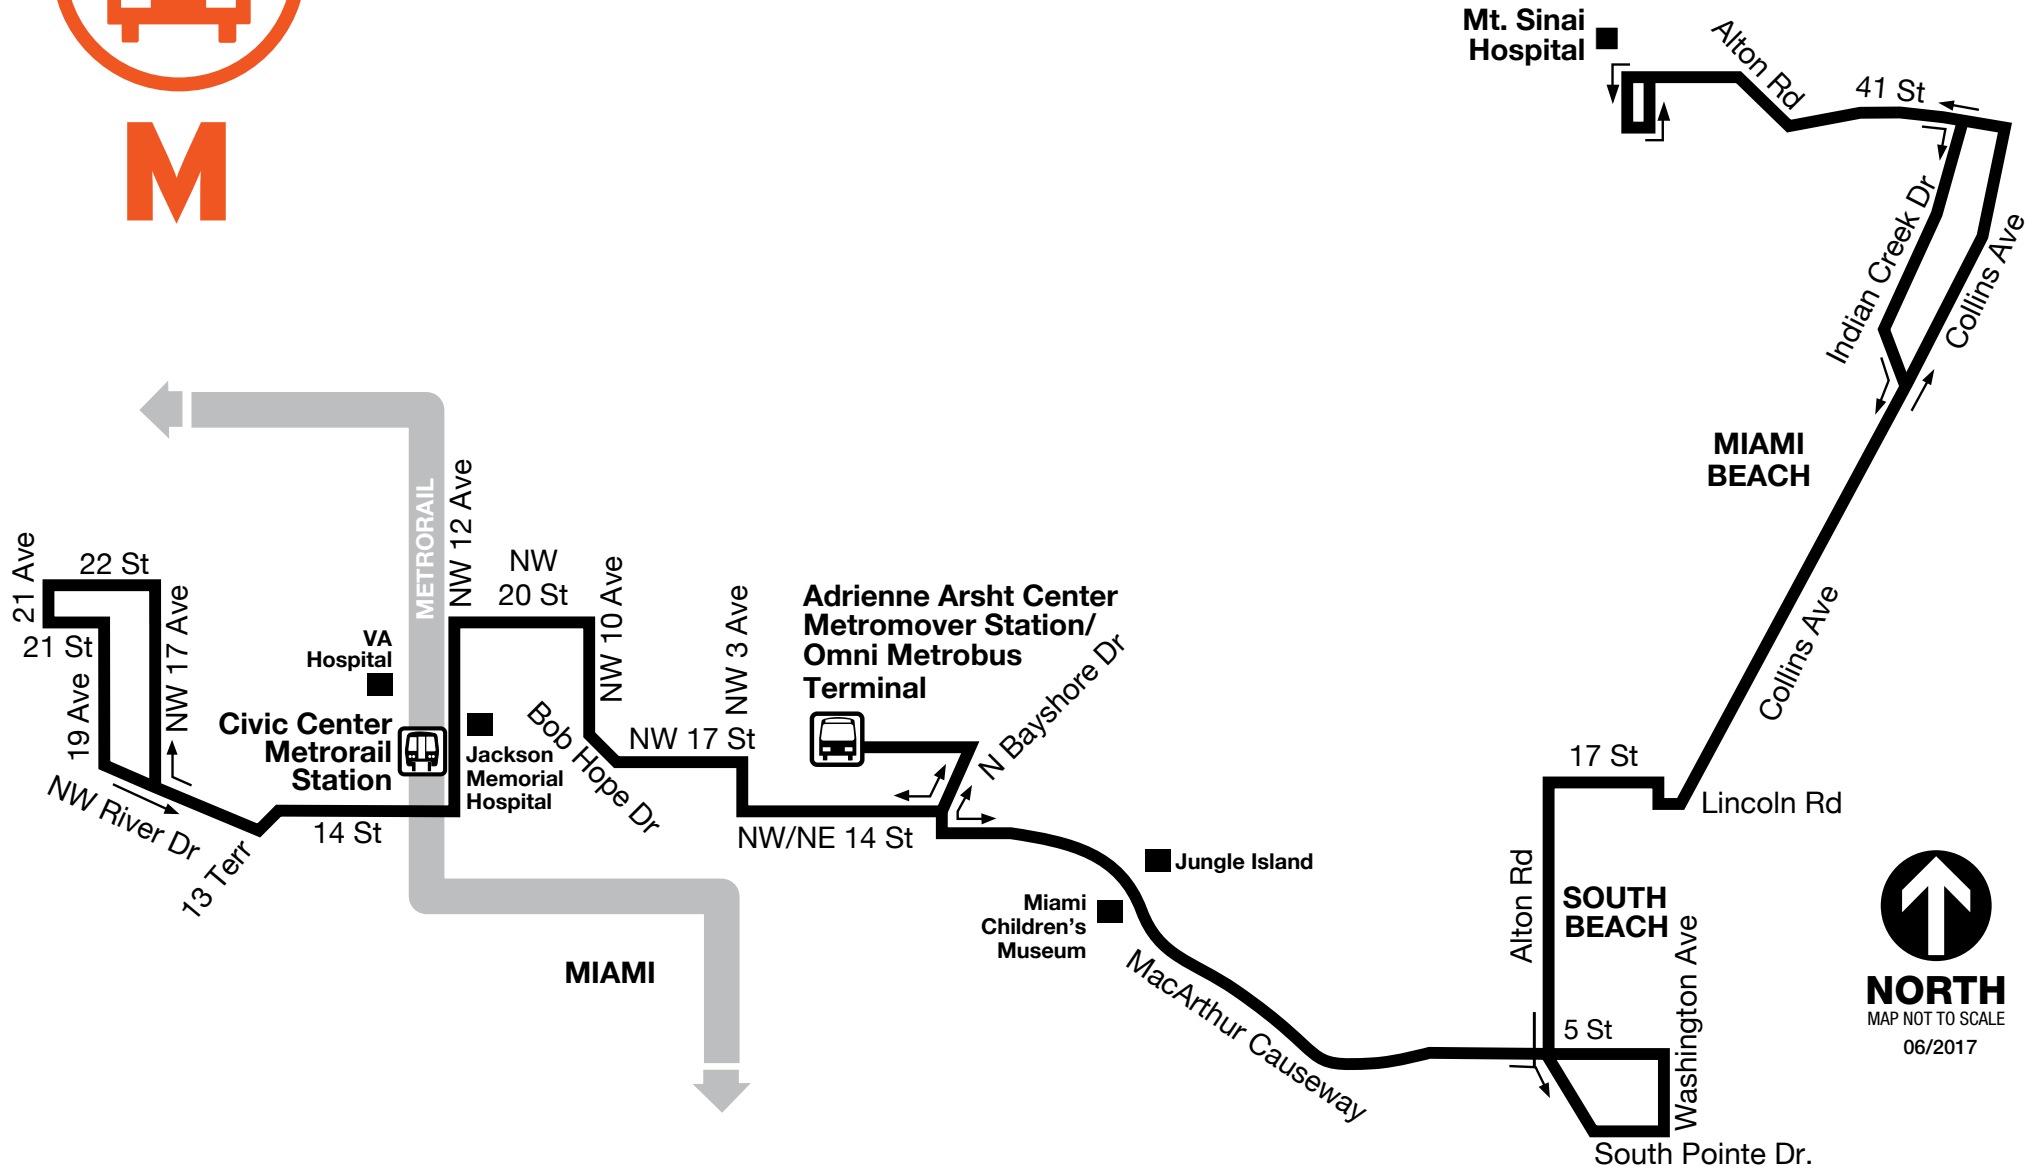 M
Mt. Sinai
Hospital
Alton Rd
41 St
Indian Creek Dr
Collins Ave
MIAMI
BEACH
METRORAIL
NW 12 Ave
21 Ave
22 St
21 St
19 Ave
NW 17 Ave
NW River Dr
13 Terr
14 St
VA
Hospital
Civic Center
Metrorail
Station
Jackson
Memorial
Hospital
NW
20 St
NW 10 Ave
Bob Hope Dr
NW 17 St
NW 3 Ave
NW/NE 14 St
Adrienne Arsht Center
Metromover Station/
Omni Metrobus
Terminal
N Bayshore Dr
Jungle Island
Miami
Children's
Museum
MIAMI
MacArthur Causeway
Collins Ave
17 St
Lincoln Rd
Alton Rd
SOUTH
BEACH
Washington Ave
5 St
South Pointe Dr.
NORTH
MAP NOT TO SCALE
06/2017